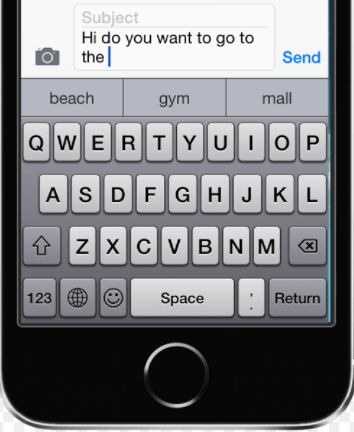 Subject
Hi do you want to go to
the
Send
beach gym mall
Q W E R T Y U I O P
A S D F G H J K L
Z X C V B N M
123 Space , . Return